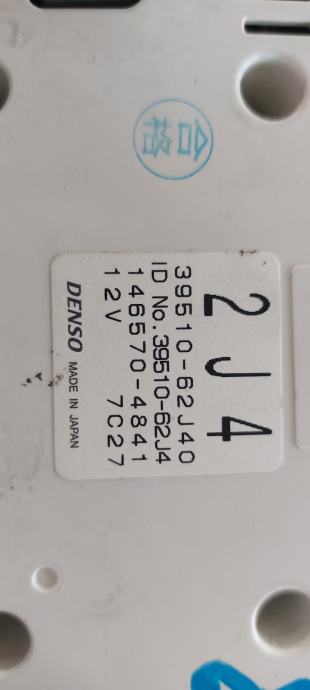 合格
2J4
39510-62J40
ID No.39510-62J4
146570-4841
12V 7C27
DENSO MADE IN JAPAN